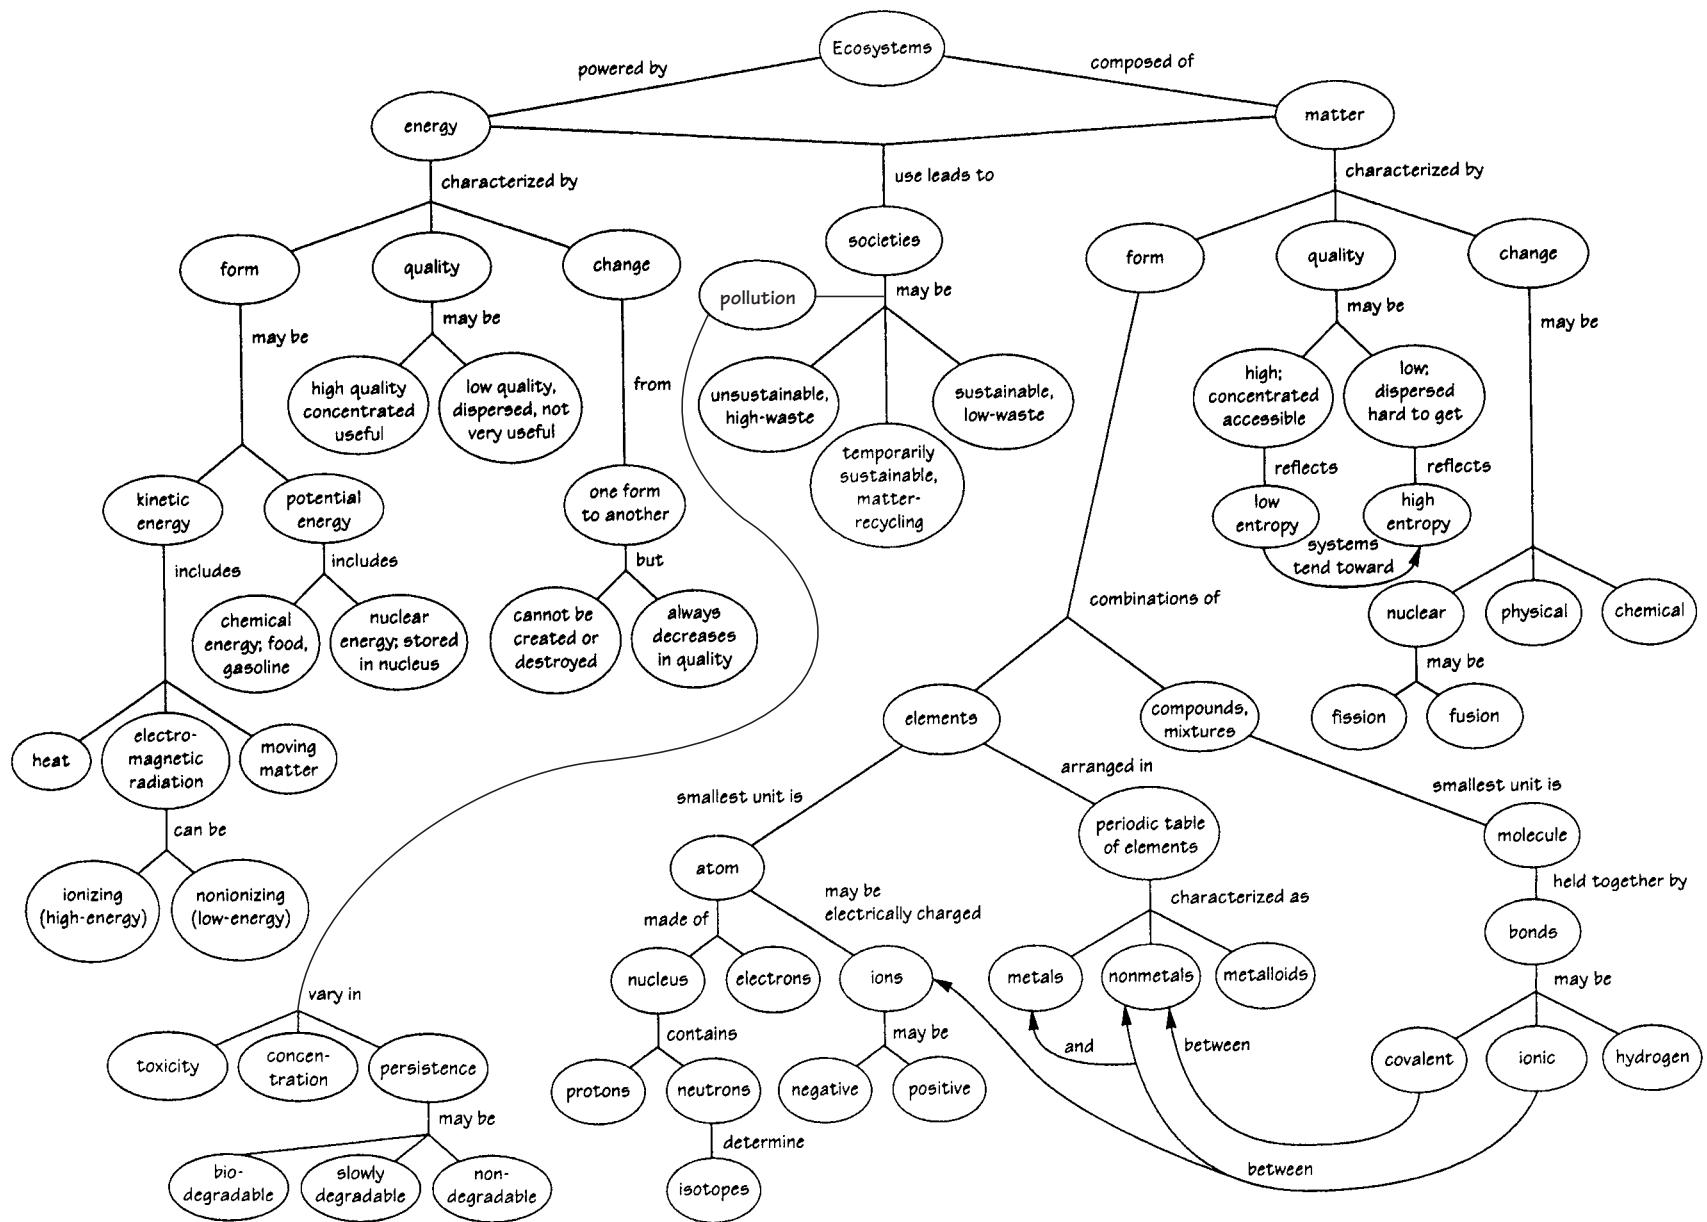 Ecosystems
powered by
composed of
energy
matter
characterized by
use leads to
characterized by
form
quality
change
societies
form
quality
change
pollution
may be
may be
may be
may be
may be
from
high quality
concentrated
useful
low quality,
dispersed, not
very useful
unsustainable,
high-waste
sustainable,
low-waste
temporarily
sustainable,
matter-
recycling
high;
concentrated
accessible
low;
dispersed
hard to get
reflects
reflects
low
entropy
high
entropy
systems
tend toward
kinetic
energy
potential
energy
one form
to another
includes
includes
but
chemical
energy; food,
gasoline
nuclear
energy; stored
in nucleus
cannot be
created or
destroyed
always
decreases
in quality
combinations of
nuclear
physical
chemical
may be
fission
fusion
heat
electro-
magnetic
radiation
moving
matter
elements
compounds,
mixtures
can be
ionizing
(high-energy)
nonionizing
(low-energy)
smallest unit is
arranged in
smallest unit is
atom
periodic table
of elements
molecule
made of
may be
electrically charged
characterized as
held together by
bonds
nucleus
electrons
ions
metals
nonmetals
metalloids
may be
vary in
contains
may be
and
between
covalent
ionic
hydrogen
toxicity
concen-
tration
persistence
protons
neutrons
negative
positive
may be
determine
between
bio-
degradable
slowly
degradable
non-
degradable
isotopes